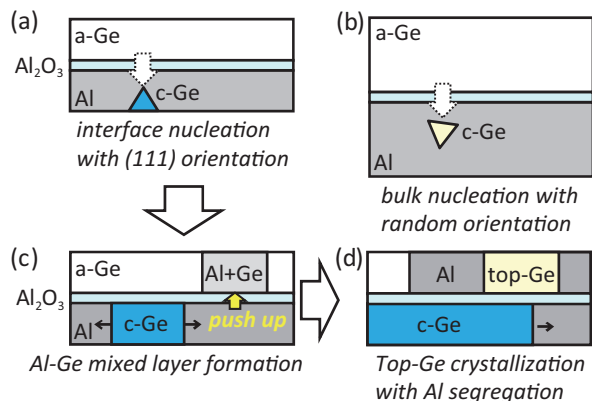 (a)
a-Ge
Al₂O₃
Al
c-Ge
interface nucleation
with (111) orientation
(b)
a-Ge
c-Ge
Al
bulk nucleation with
random orientation
(c)
a-Ge
Al+Ge
Al₂O₃
Al
c-Ge
push up
Al-Ge mixed layer formation
(d)
Al
top-Ge
c-Ge
Top-Ge crystallization
with Al segregation